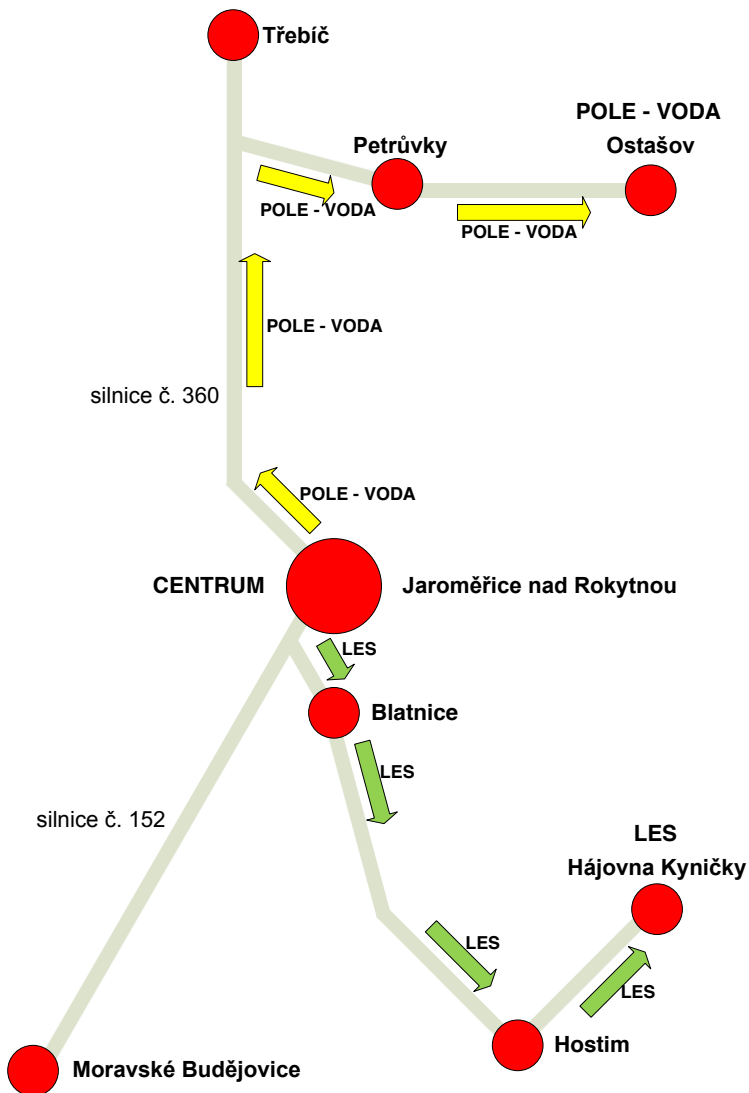 Třebíč
POLE - VODA
Petrůvky
Ostašov
POLE - VODA
POLE - VODA
POLE - VODA
silnice č. 360
POLE - VODA
CENTRUM
Jaroměřice nad Rokytnou
LES
Blatnice
LES
silnice č. 152
LES
Hájovna Kyničky
LES
LES
Hostim
Moravské Budějovice